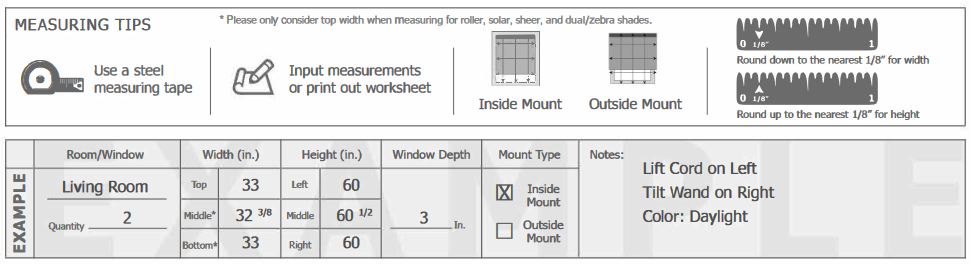 MEASURING TIPS
* Please only consider top width when measuring for roller, solar, sheer, and dual/zebra shades.
Use a steel
measuring tape
Input measurements
or print out worksheet
Inside Mount
Outside Mount
0 1/8" 1
Round down to the nearest 1/8" for width
0 1/8" 1
Round up to the nearest 1/8" for height
EXAMPLE
Room/Window
Living Room
Quantity 2
Width (in.)
Top 33
Middle* 32 3/8
Bottom* 33
Height (in.)
Left 60
Middle 60 1/2
Right 60
Window Depth
3 In.
Mount Type
X Inside
Mount
Outside
Mount
Notes:
Lift Cord on Left
Tilt Wand on Right
Color: Daylight
EXAMPLE